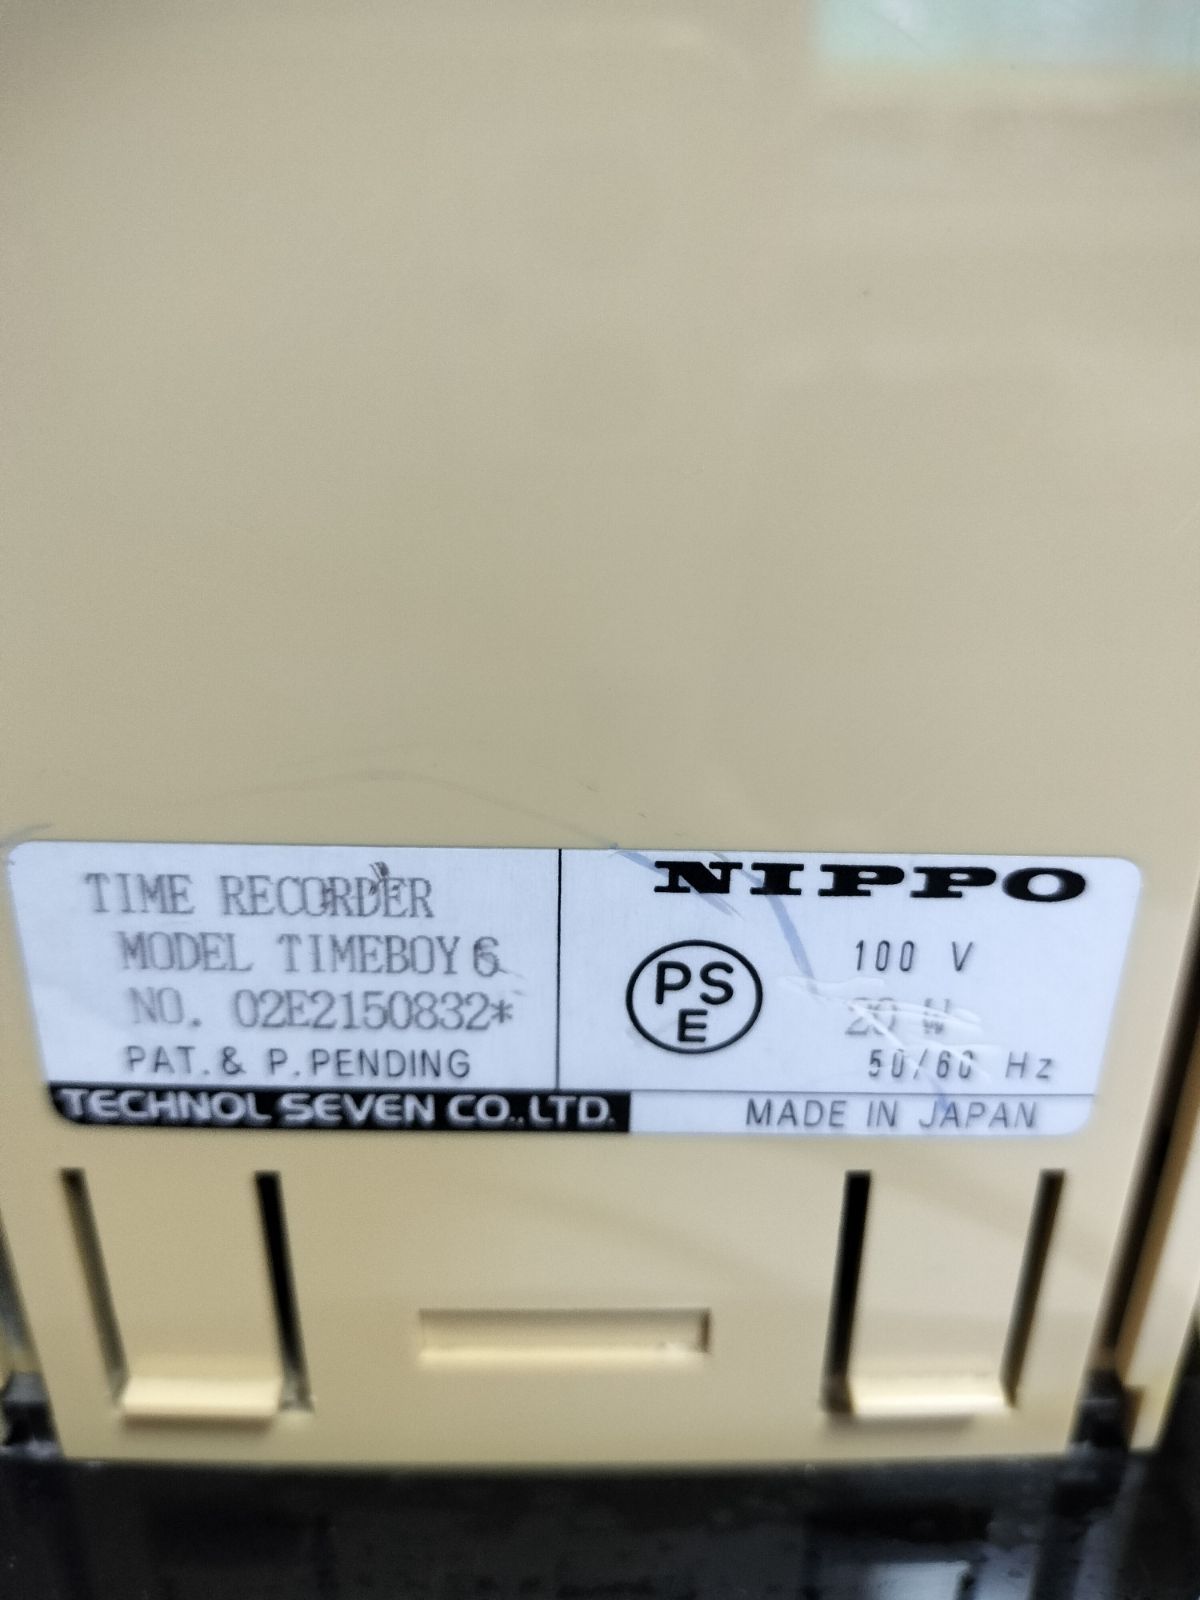 TIME RECORDER
MODEL TIMEBOY 6
NO. 02E2150832*
PAT. & P. PENDING
TECHNOL SEVEN CO.,LTD.
NIPPO
PS
E
100 V
20 W
50/60 Hz
MADE IN JAPAN